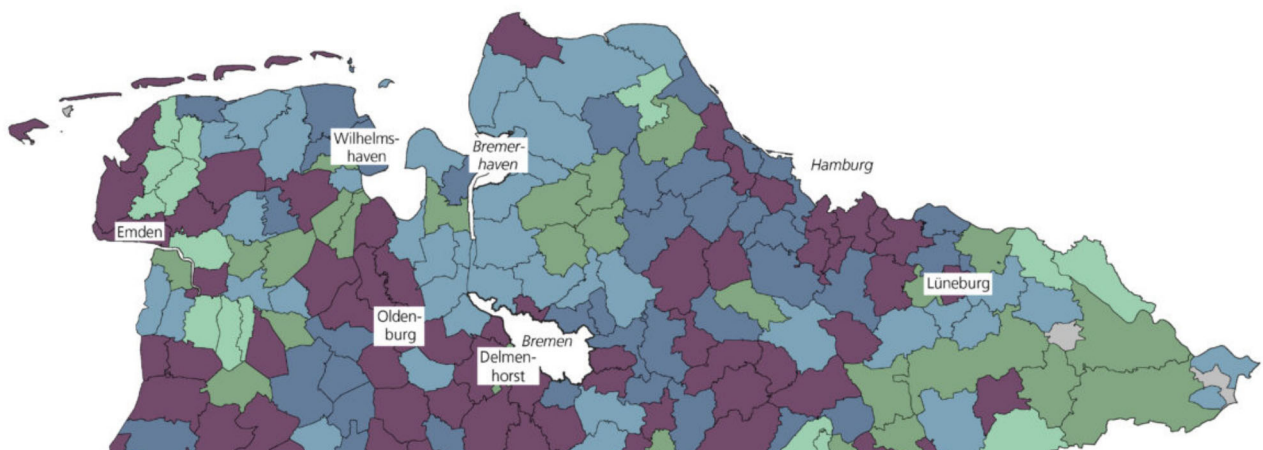 Wilhelms-
haven
Bremer-
haven
Hamburg
Emden
Lüneburg
Olden-
burg
Bremen
Delmen-
horst